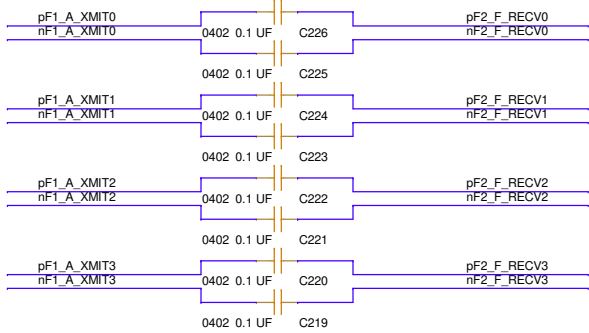 pF1_A_XMIT0 pF2_F_RECV0
nF1_A_XMIT0 0402 0.1 UF C226 nF2_F_RECV0
0402 0.1 UF C225
pF1_A_XMIT1 pF2_F_RECV1
nF1_A_XMIT1 0402 0.1 UF C224 nF2_F_RECV1
0402 0.1 UF C223
pF1_A_XMIT2 pF2_F_RECV2
nF1_A_XMIT2 0402 0.1 UF C222 nF2_F_RECV2
0402 0.1 UF C221
pF1_A_XMIT3 pF2_F_RECV3
nF1_A_XMIT3 0402 0.1 UF C220 nF2_F_RECV3
0402 0.1 UF C219